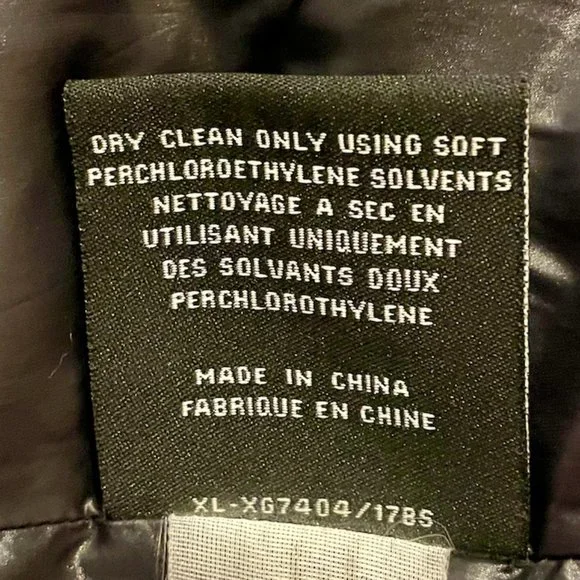 DRY CLEAN ONLY USING SOFT
PERCHLOROETHYLENE SOLVENTS
NETTOYAGE A SEC EN
UTILISANT UNIQUEMENT
DES SOLVANTS DOUX
PERCHLOROTHYLENE
MADE IN CHINA
FABRIQUE EN CHINE
XL-XG7404/17BS